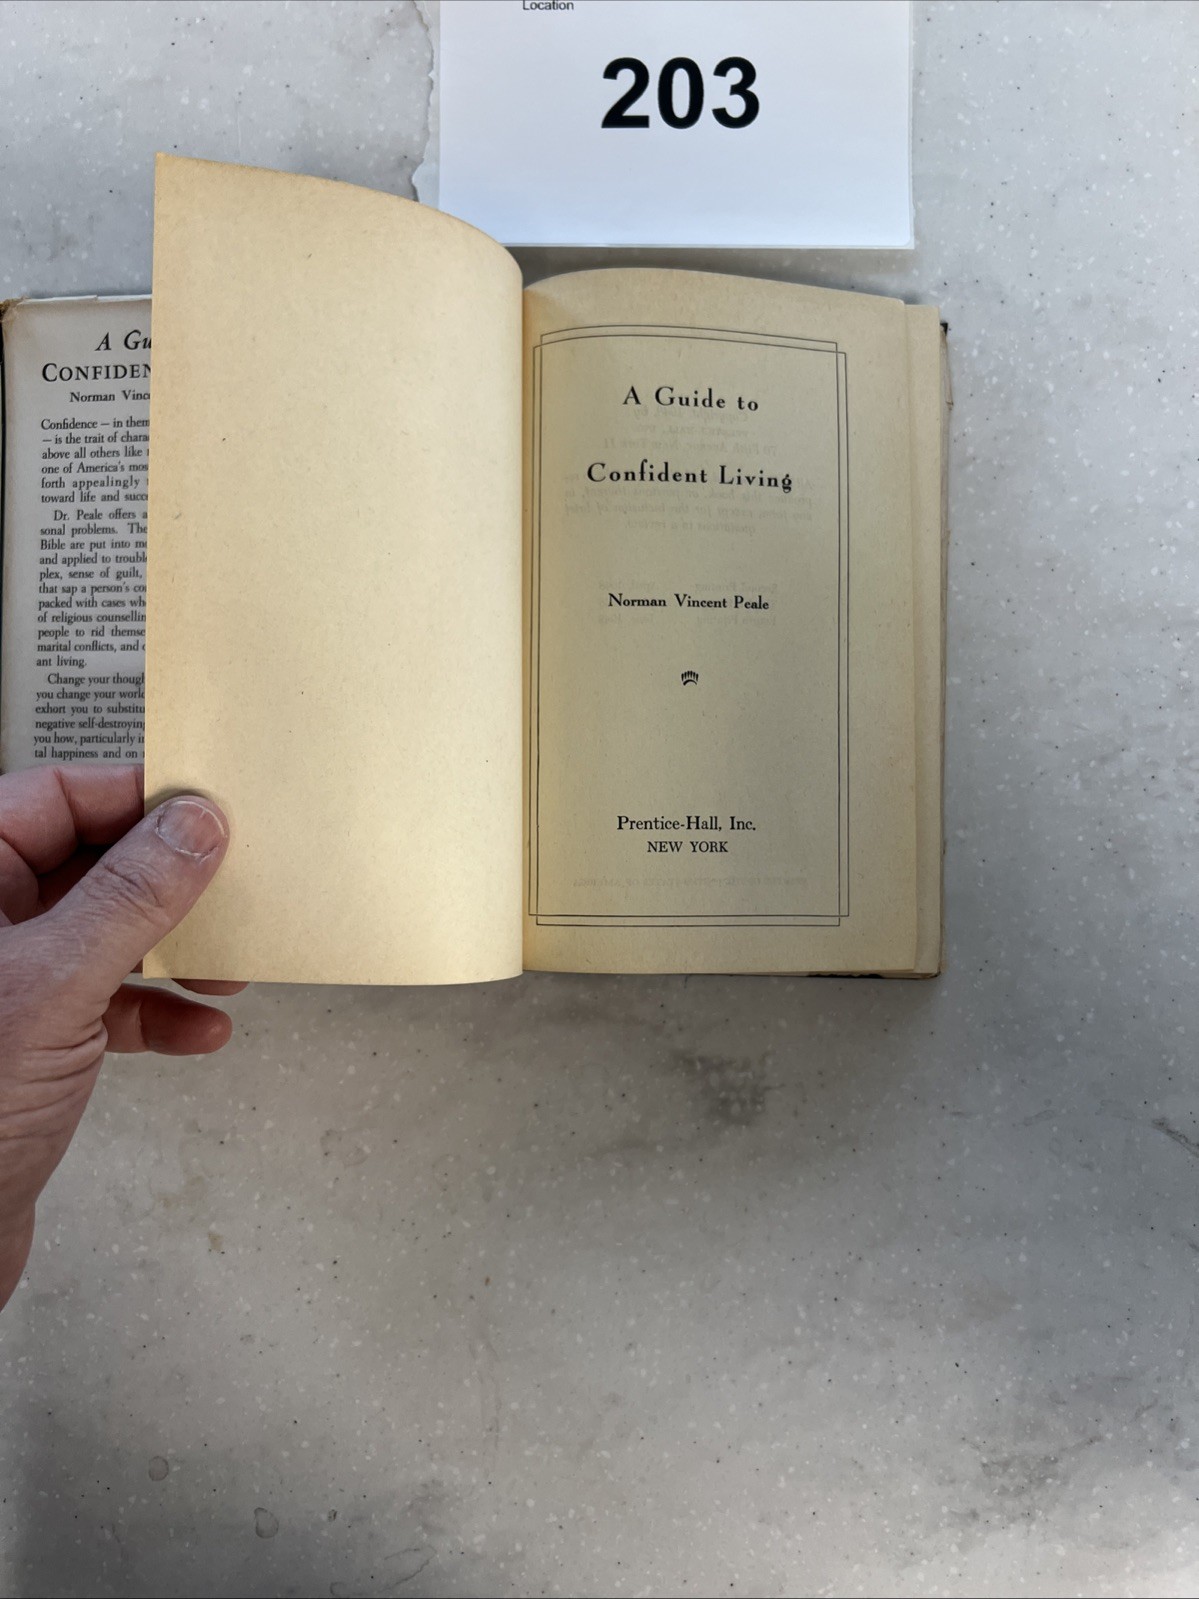 Location
203
A Gu
CONFIDEN
Norman Vinc
Confidence — in them
— is the trait of chara
above all others like
one of America's mos
forth appealingly
toward life and succ
Dr. Peale offers a
sonal problems. The
Bible are put into m
and applied to troubl
plex, sense of guilt,
that sap a person's co
packed with cases wh
of religious counsellin
people to rid themse
marital conflicts, and
ant living.
Change your though
you change your worl
exhort you to substitu
negative self-destroying
you how, particularly i
tal happiness and on
A Guide to
Confident Living
Norman Vincent Peale
Prentice-Hall, Inc.
NEW YORK